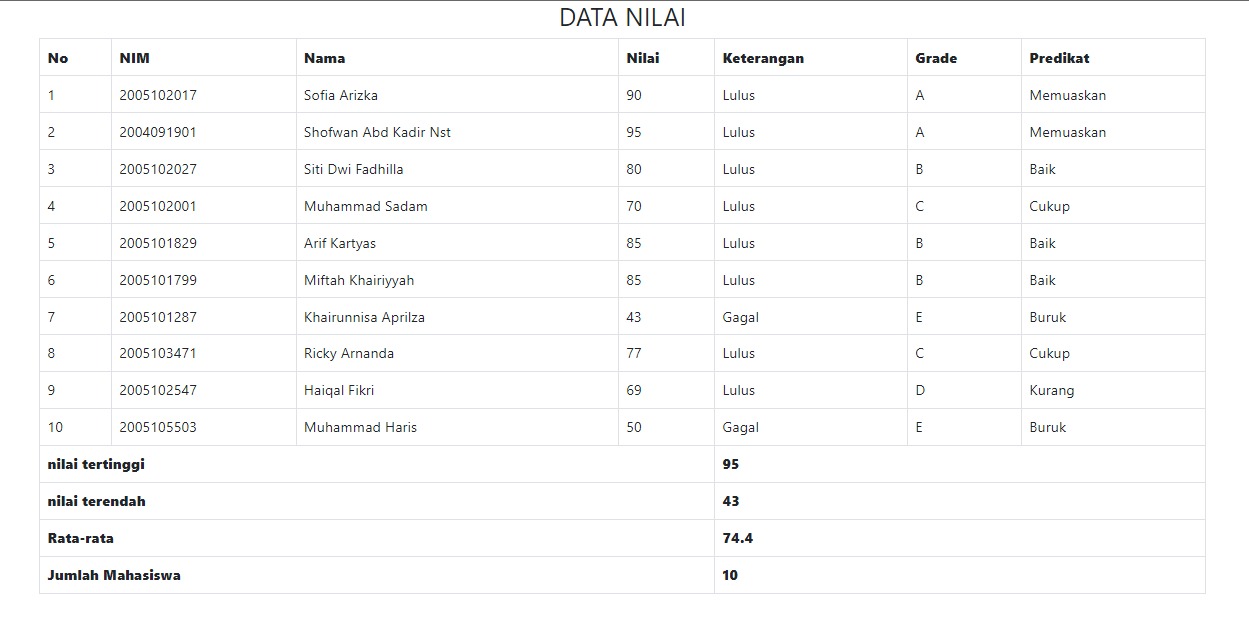 DATA NILAI
No NIM Nama Nilai Keterangan Grade Predikat
1 2005102017 Sofia Arizka 90 Lulus A Memuaskan
2 2004091901 Shofwan Abd Kadir Nst 95 Lulus A Memuaskan
3 2005102027 Siti Dwi Fadhilla 80 Lulus B Baik
4 2005102001 Muhammad Sadam 70 Lulus C Cukup
5 2005101829 Arif Kartyas 85 Lulus B Baik
6 2005101799 Miftah Khairiyyah 85 Lulus B Baik
7 2005101287 Khairunnisa Aprilza 43 Gagal E Buruk
8 2005103471 Ricky Arnanda 77 Lulus C Cukup
9 2005102547 Haiqal Fikri 69 Lulus D Kurang
10 2005105503 Muhammad Haris 50 Gagal E Buruk
nilai tertinggi 95
nilai terendah 43
Rata-rata 74.4
Jumlah Mahasiswa 10